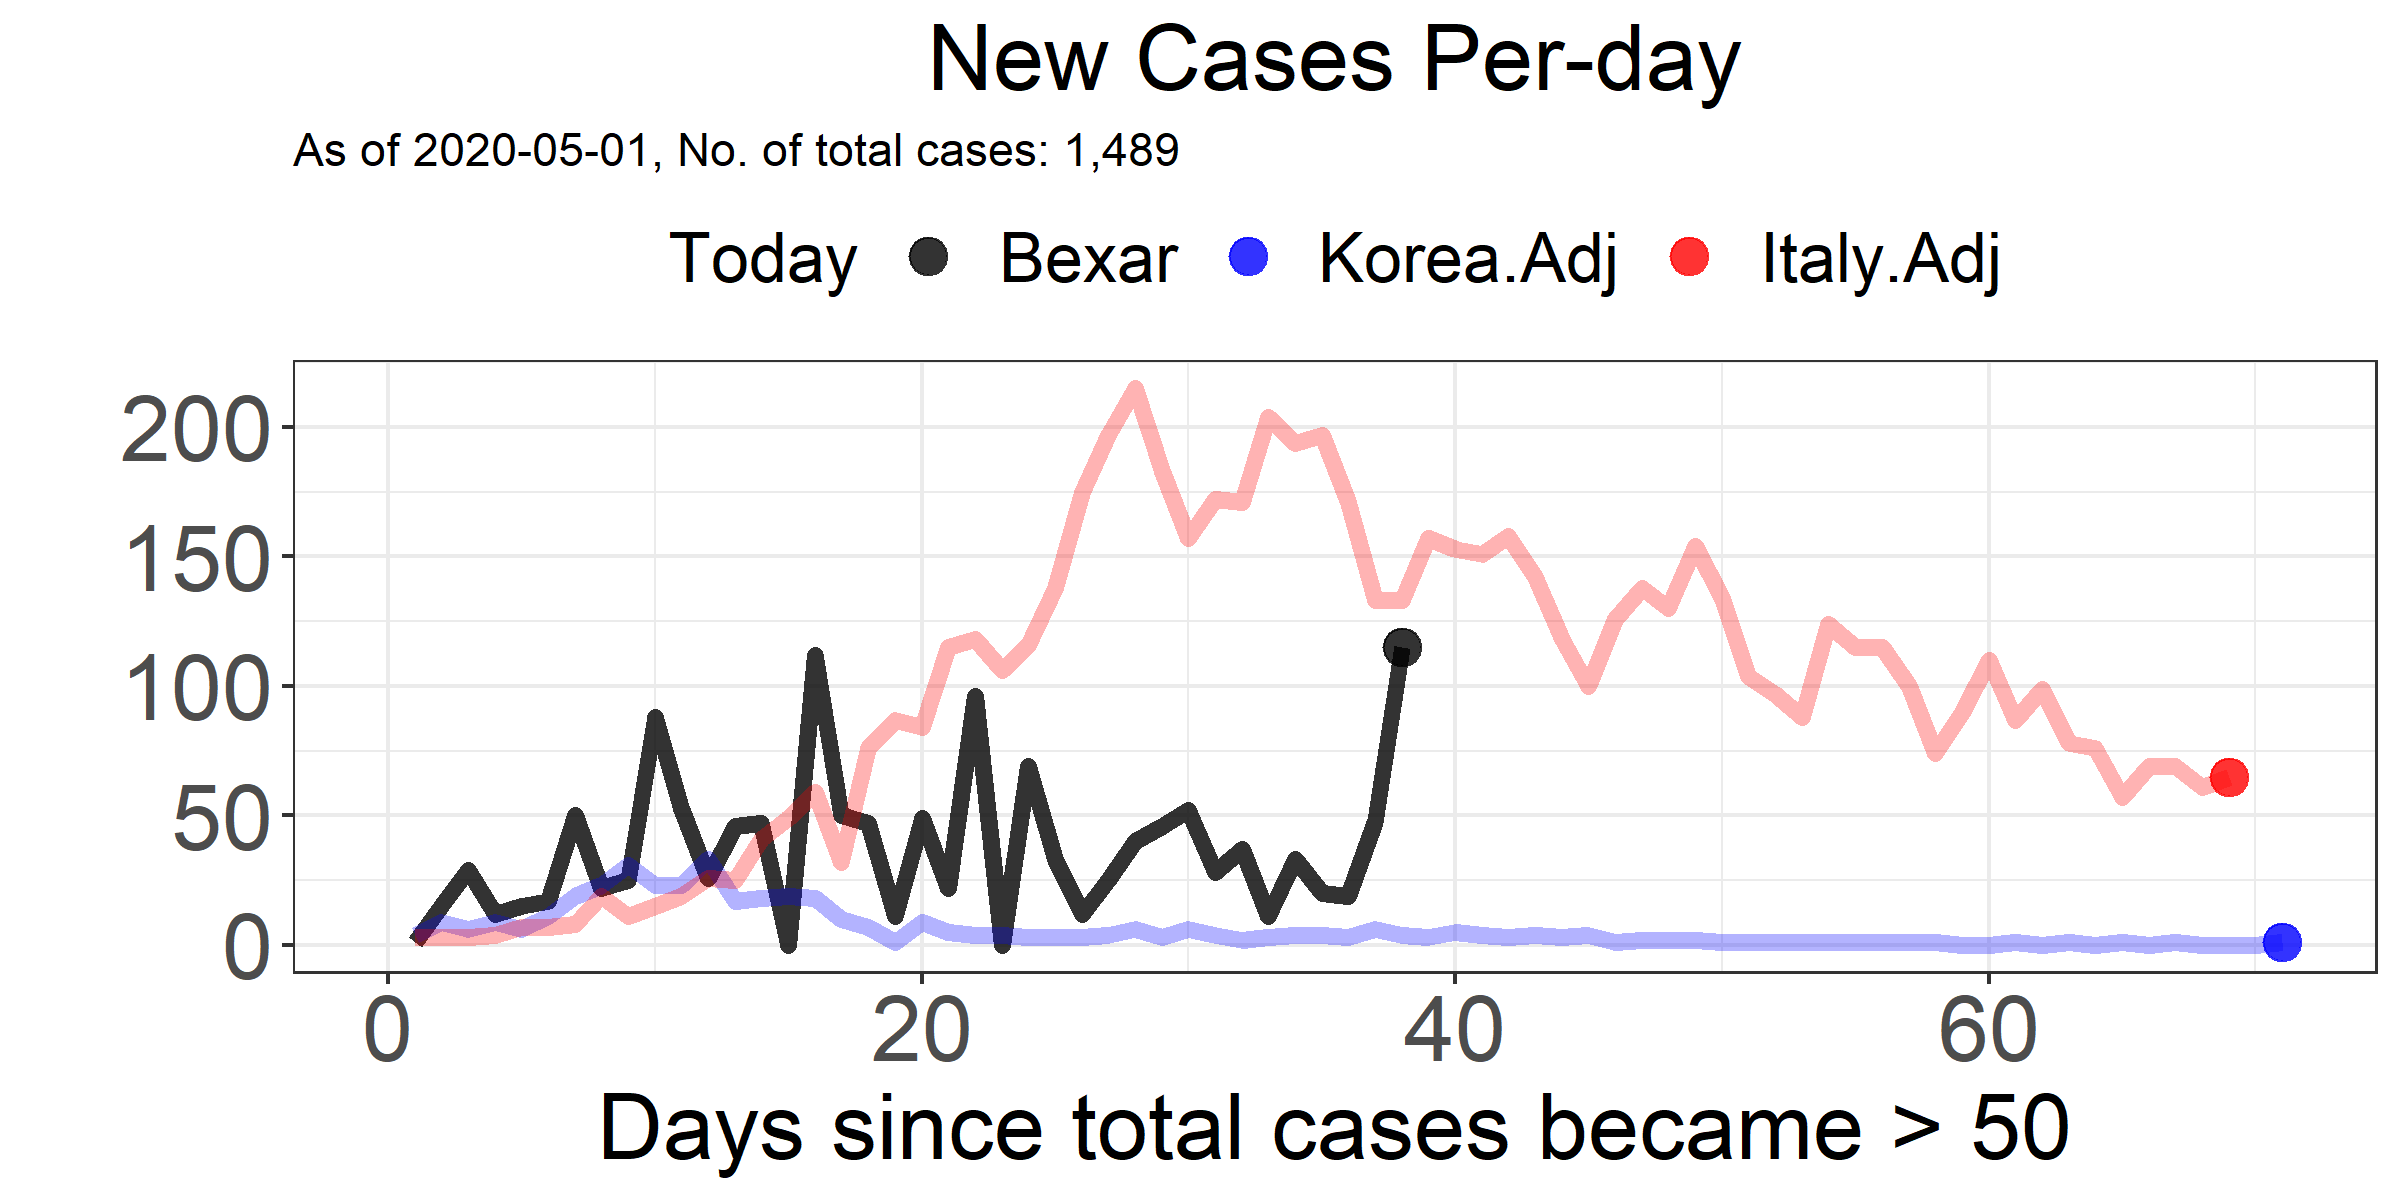 New Cases Per-day
As of 2020-05-01, No. of total cases: 1,489
Today Bexar Korea.Adj Italy.Adj
200
150
100
50
0
0 20 40 60
Days since total cases became > 50